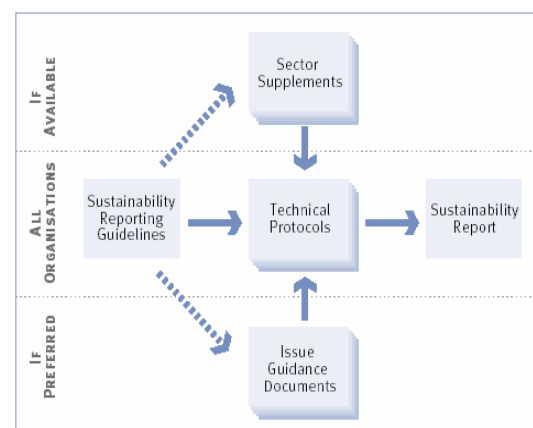 IF
AVAILABLE
Sector
Supplements
ALL
ORGANISATIONS
Sustainability
Reporting
Guidelines
Technical
Protocols
Sustainability
Report
IF
PREFERRED
Issue
Guidance
Documents